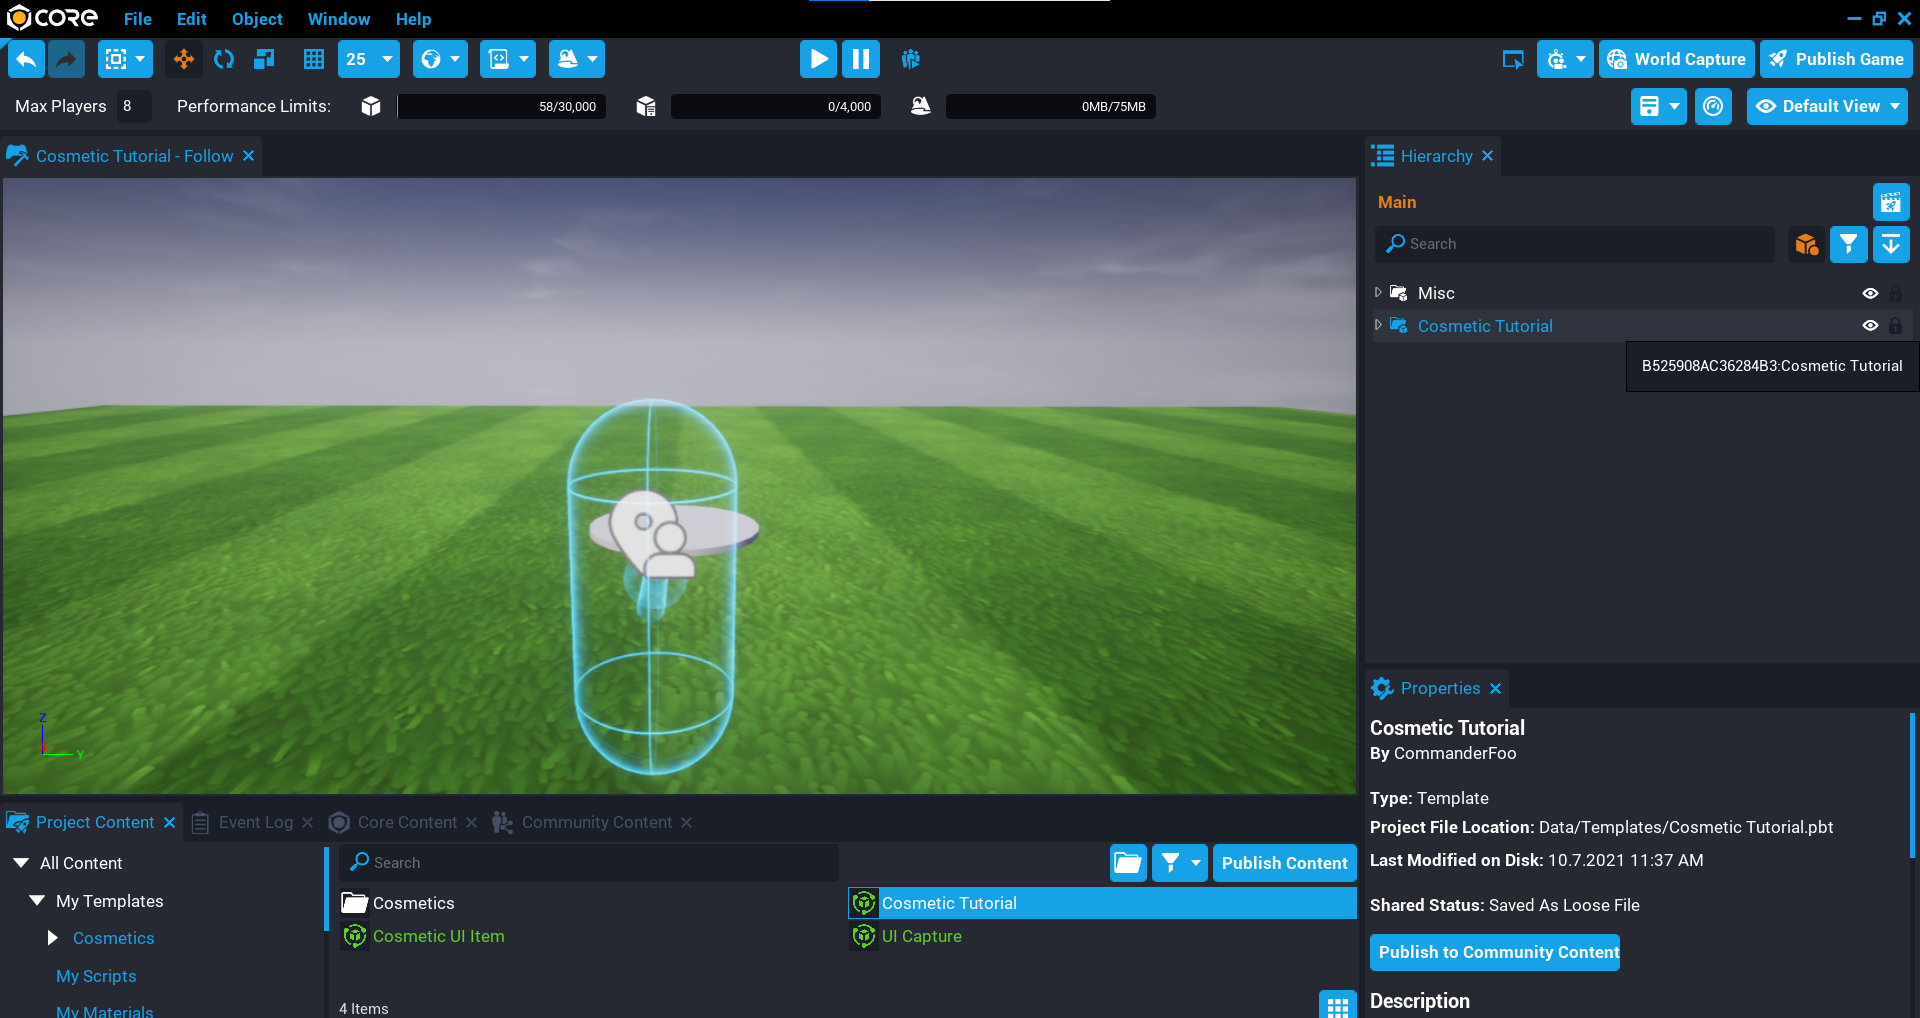 CORE File Edit Object Window Help
25 World Capture Publish Game
Max Players 8 Performance Limits: 58/30,000 0/4,000 0MB/75MB Default View
Cosmetic Tutorial - Follow Hierarchy
Main
Search
Misc
Cosmetic Tutorial
B525908AC36284B3:Cosmetic Tutorial
Z
Y
Properties
Cosmetic Tutorial
By CommanderFoo
Type: Template
Project File Location: Data/Templates/Cosmetic Tutorial.pbt
Last Modified on Disk: 10.7.2021 11:37 AM
Shared Status: Saved As Loose File
Publish to Community Content
Description
Project Content Event Log Core Content Community Content
All Content
My Templates
Cosmetics
My Scripts
My Materials
Search Publish Content
Cosmetics Cosmetic Tutorial
Cosmetic UI Item UI Capture
4 Items